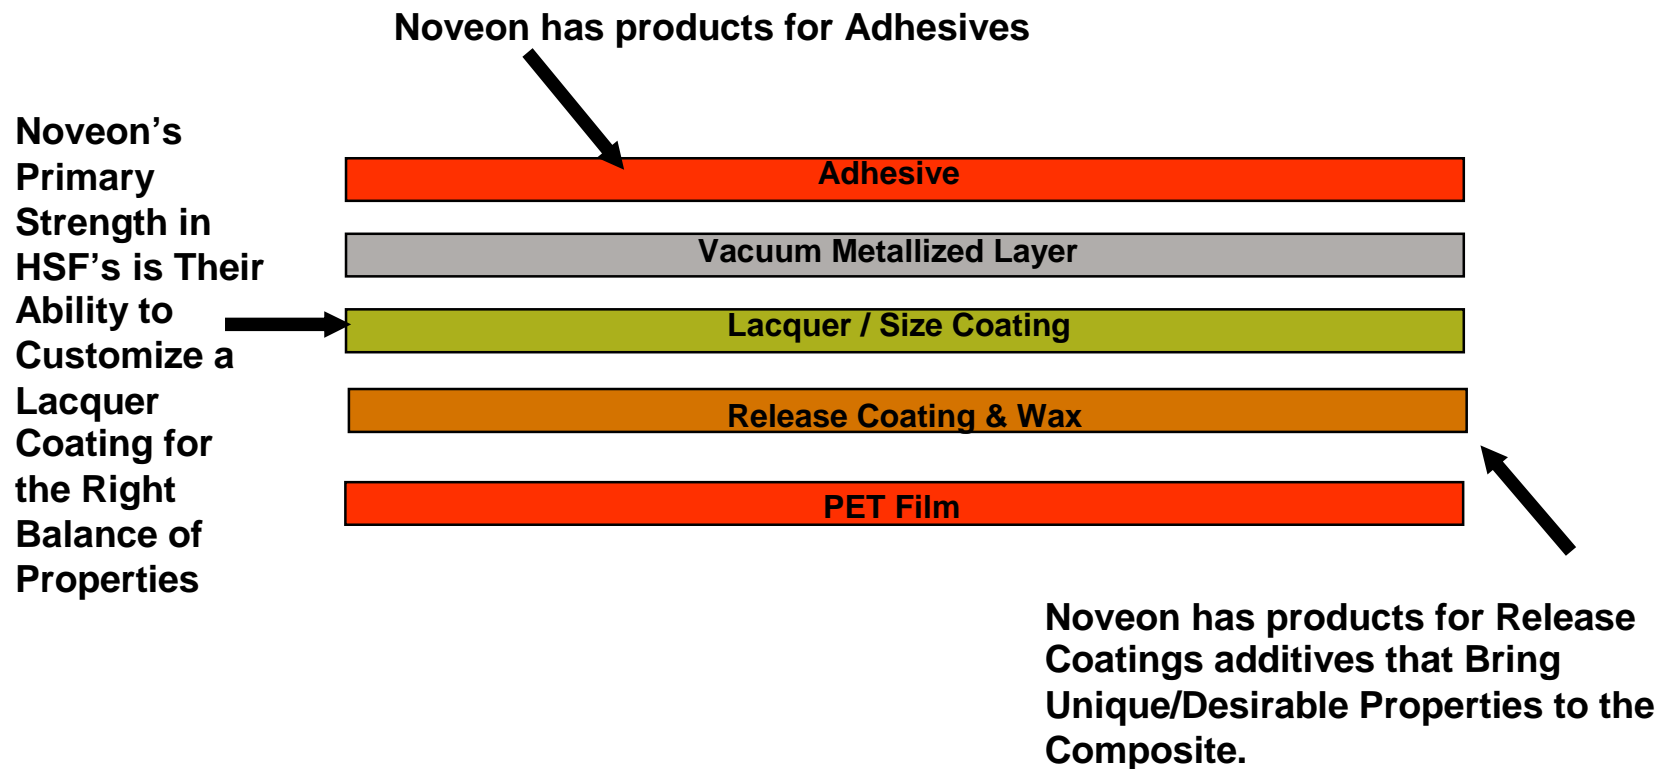 Noveon has products for Adhesives
Noveon’s
Primary
Strength in
HSF’s is Their
Ability to
Customize a
Lacquer
Coating for
the Right
Balance of
Properties
Adhesive
Vacuum Metallized Layer
Lacquer / Size Coating
Release Coating & Wax
PET Film
Noveon has products for Release
Coatings additives that Bring
Unique/Desirable Properties to the
Composite.